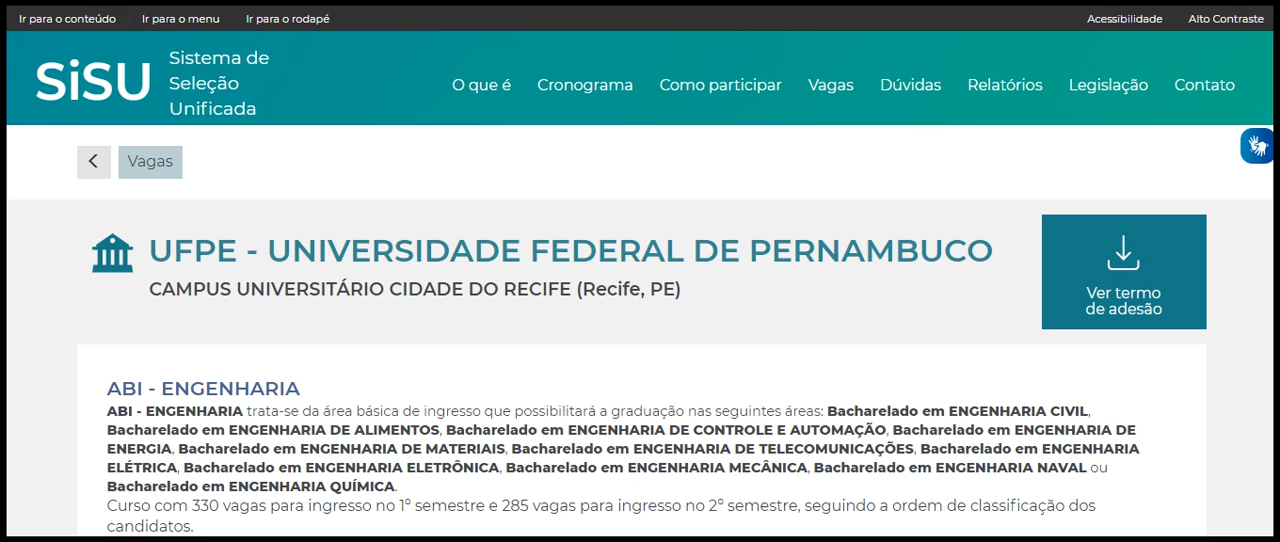 Ir para o conteúdo Ir para o menu Ir para o rodapé Acessibilidade Alto Contraste
SiSU
Sistema de
Seleção
Unificada
O que é Cronograma Como participar Vagas Dúvidas Relatórios Legislação Contato
Vagas
UFPE - UNIVERSIDADE FEDERAL DE PERNAMBUCO
CAMPUS UNIVERSITÁRIO CIDADE DO RECIFE (Recife, PE)
Ver termo
de adesão
ABI - ENGENHARIA
ABI - ENGENHARIA trata-se da área básica de ingresso que possibilitará a graduação nas seguintes áreas: Bacharelado em ENGENHARIA CIVIL,
Bacharelado em ENGENHARIA DE ALIMENTOS, Bacharelado em ENGENHARIA DE CONTROLE E AUTOMAÇÃO, Bacharelado em ENGENHARIA DE
ENERGIA, Bacharelado em ENGENHARIA DE MATERIAIS, Bacharelado em ENGENHARIA DE TELECOMUNICAÇÕES, Bacharelado em ENGENHARIA
ELÉTRICA, Bacharelado em ENGENHARIA ELETRÔNICA, Bacharelado em ENGENHARIA MECÂNICA, Bacharelado em ENGENHARIA NAVAL ou
Bacharelado em ENGENHARIA QUÍMICA.
Curso com 330 vagas para ingresso no 1º semestre e 285 vagas para ingresso no 2º semestre, seguindo a ordem de classificação dos
candidatos.